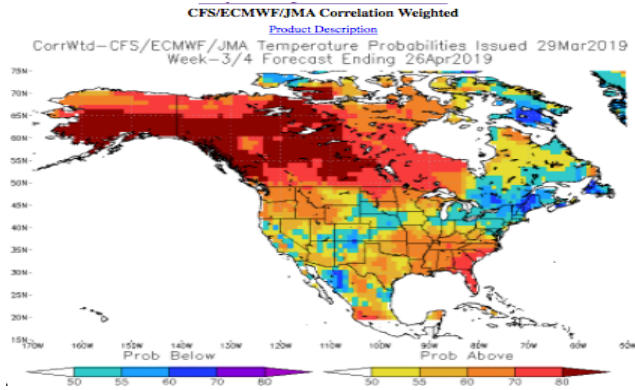 CFS/ECMWF/JMA Correlation Weighted
Product Description
CorrWtd-CFS/ECMWF/JMA Temperature Probabilities Issued 29Mar2019
Week-3/4 Forecast Ending 26Apr2019
75N
70N
65N
60N
55N
50N
45N
40N
35N
30N
25N
20N
15N
170W 160W 150W 140W 130W 120W 110W 100W 90W 80W 70W 60W
Prob Below Prob Above
50 55 60 70 80 50 55 60 70 80